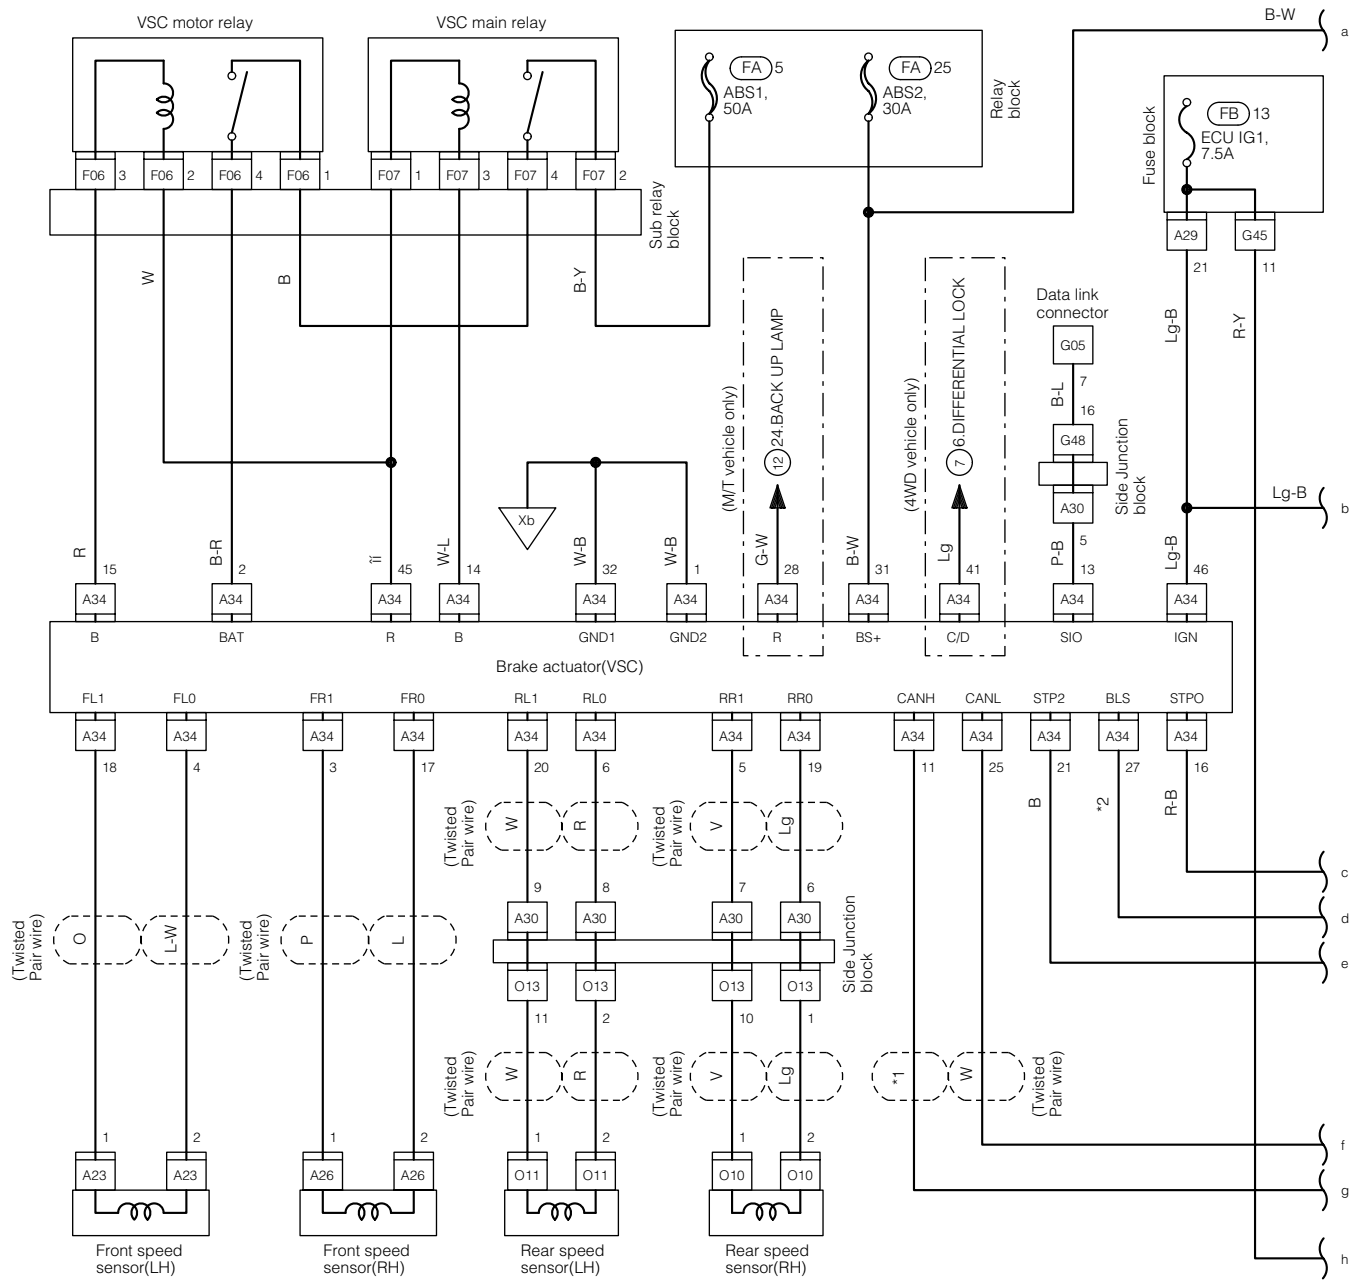 VSC motor relay
VSC main relay
B-W
a
FA 5
ABS1,
50A
FA 25
ABS2,
30A
Relay
block
FB 13
ECU IG1,
7.5A
Fuse block
F06 3
F06 2
F06 4
F06 1
F07 1
F07 3
F07 4
F07 2
Sub relay
block
A29
G45
21
11
W
B
B-Y
Lg-B
R-Y
Data link
connector
G05
7
B-L
16
G48
Side Junction
block
A30
5
P-B
13
(M/T vehicle only)
12 24.BACK UP LAMP
(4WD vehicle only)
7 6.DIFFERENTIAL LOCK
Xb
Lg-B
b
R
15
B-R
2
îí
45
W-L
14
W-B
32
W-B
1
G-W
28
B-W
31
Lg
41
Lg-B
46
A34 A34 A34 A34 A34 A34 A34 A34 A34 A34 A34
B BAT R B GND1 GND2 R BS+ C/D SIO IGN
Brake actuator(VSC)
FL1 FL0 FR1 FR0 RL1 RL0 RR1 RR0 CANH CANL STP2 BLS STPO
A34 A34 A34 A34 A34 A34 A34 A34 A34 A34 A34 A34 A34
18 4 3 17 20 6 5 19 11 25 21 27 16
B
*2
R-B
(Twisted
Pair wire)
W
R
(Twisted
Pair wire)
V
Lg
c
9 8 7 6
A30 A30 A30 A30
d
(Twisted
Pair wire)
O
L-W
(Twisted
Pair wire)
P
L
Side Junction
block
e
O13 O13 O13 O13
11 2 10 1
(Twisted
Pair wire)
W
R
(Twisted
Pair wire)
V
Lg
*1
W
(Twisted
Pair wire)
1 2 1 2 1 2 1 2
f
A23 A23 A26 A26 O11 O11 O10 O10
g
Front speed
sensor(LH)
Front speed
sensor(RH)
Rear speed
sensor(LH)
Rear speed
sensor(RH)
h